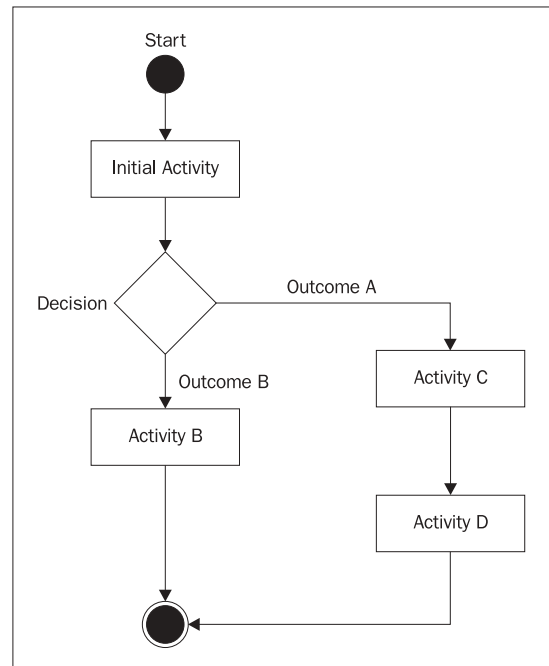 Start
Initial Activity
Decision
Outcome A
Outcome B
Activity C
Activity B
Activity D